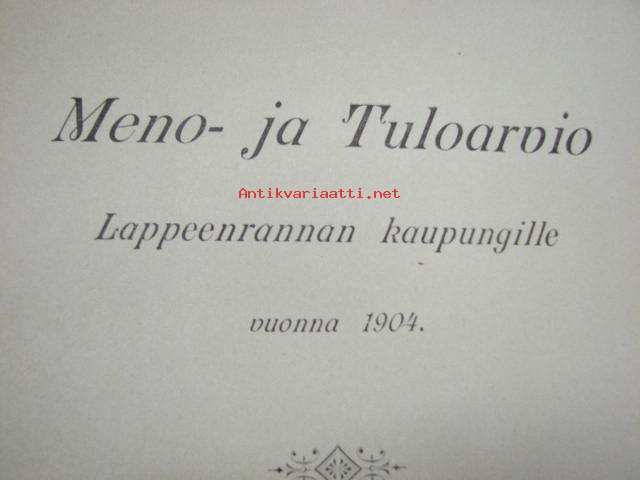 Meno- ja Tuloarvio
Antikvariaatti.net
Lappeenrannan kaupungille
vuonna 1904.